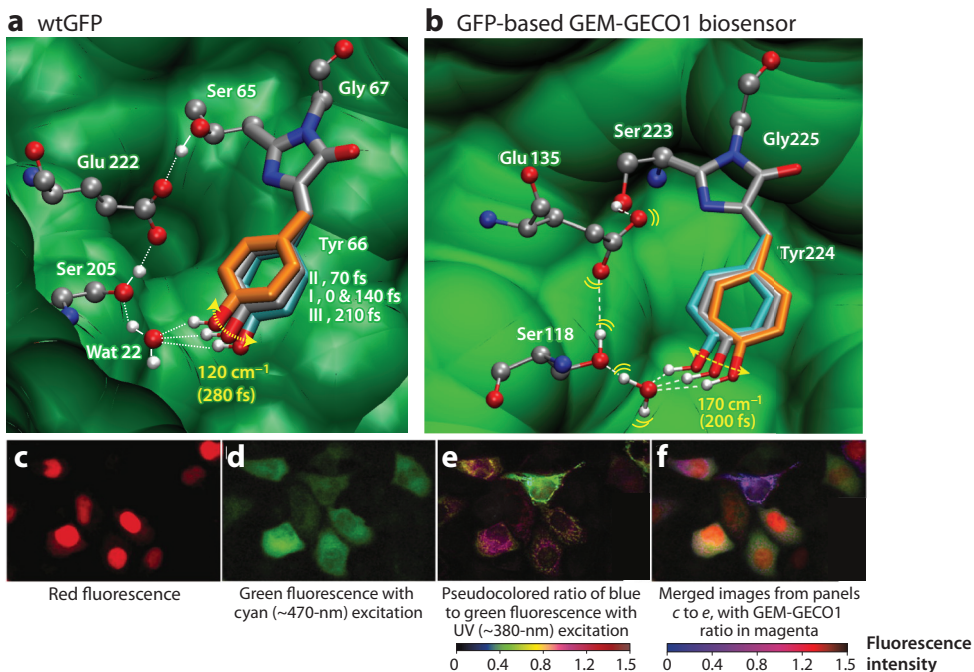 a wtGFP
Ser 65
Gly 67
Glu 222
Tyr 66
II , 70 fs
I , 0 & 140 fs
III , 210 fs
Ser 205
Wat 22
120 cm⁻¹
(280 fs)
b GFP-based GEM-GECO1 biosensor
Ser 223
Gly225
Glu 135
Tyr224
Ser118
170 cm⁻¹
(200 fs)
c
d
e
f
Red fluorescence
Green fluorescence with
cyan (~470-nm) excitation
Pseudocolored ratio of blue
to green fluorescence with
UV (~380-nm) excitation
0 0.4 0.8 1.2 1.5
Merged images from panels
c to e, with GEM-GECO1
ratio in magenta
0 0.4 0.8 1.2 1.5
Fluorescence
intensity